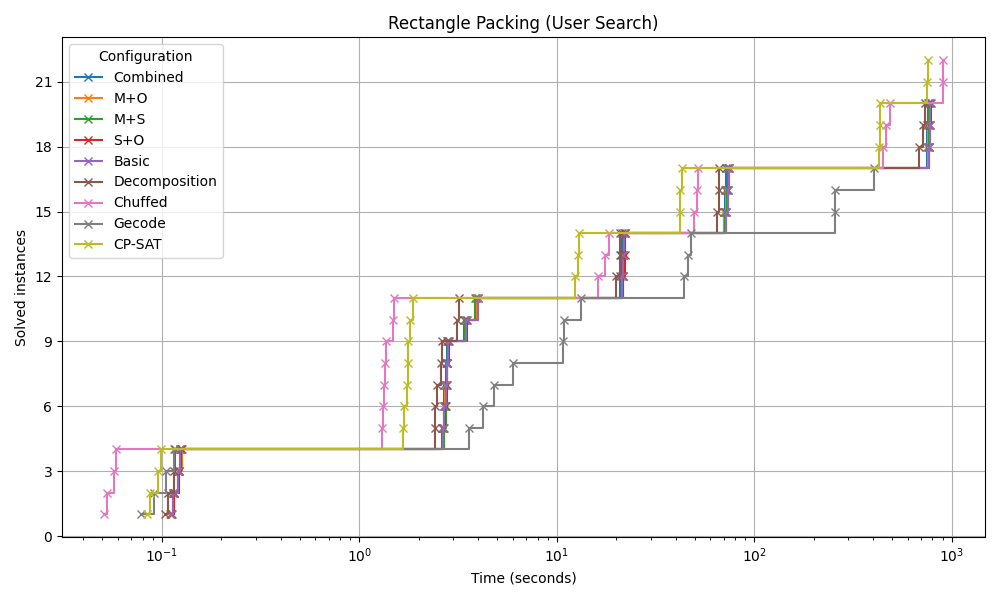 Rectangle Packing (User Search)
Configuration
Combined
M+O
M+S
S+O
Basic
Decomposition
Chuffed
Gecode
CP-SAT
Solved instances
21
18
15
12
9
6
3
0
10⁻¹
10⁰
10¹
10²
10³
Time (seconds)